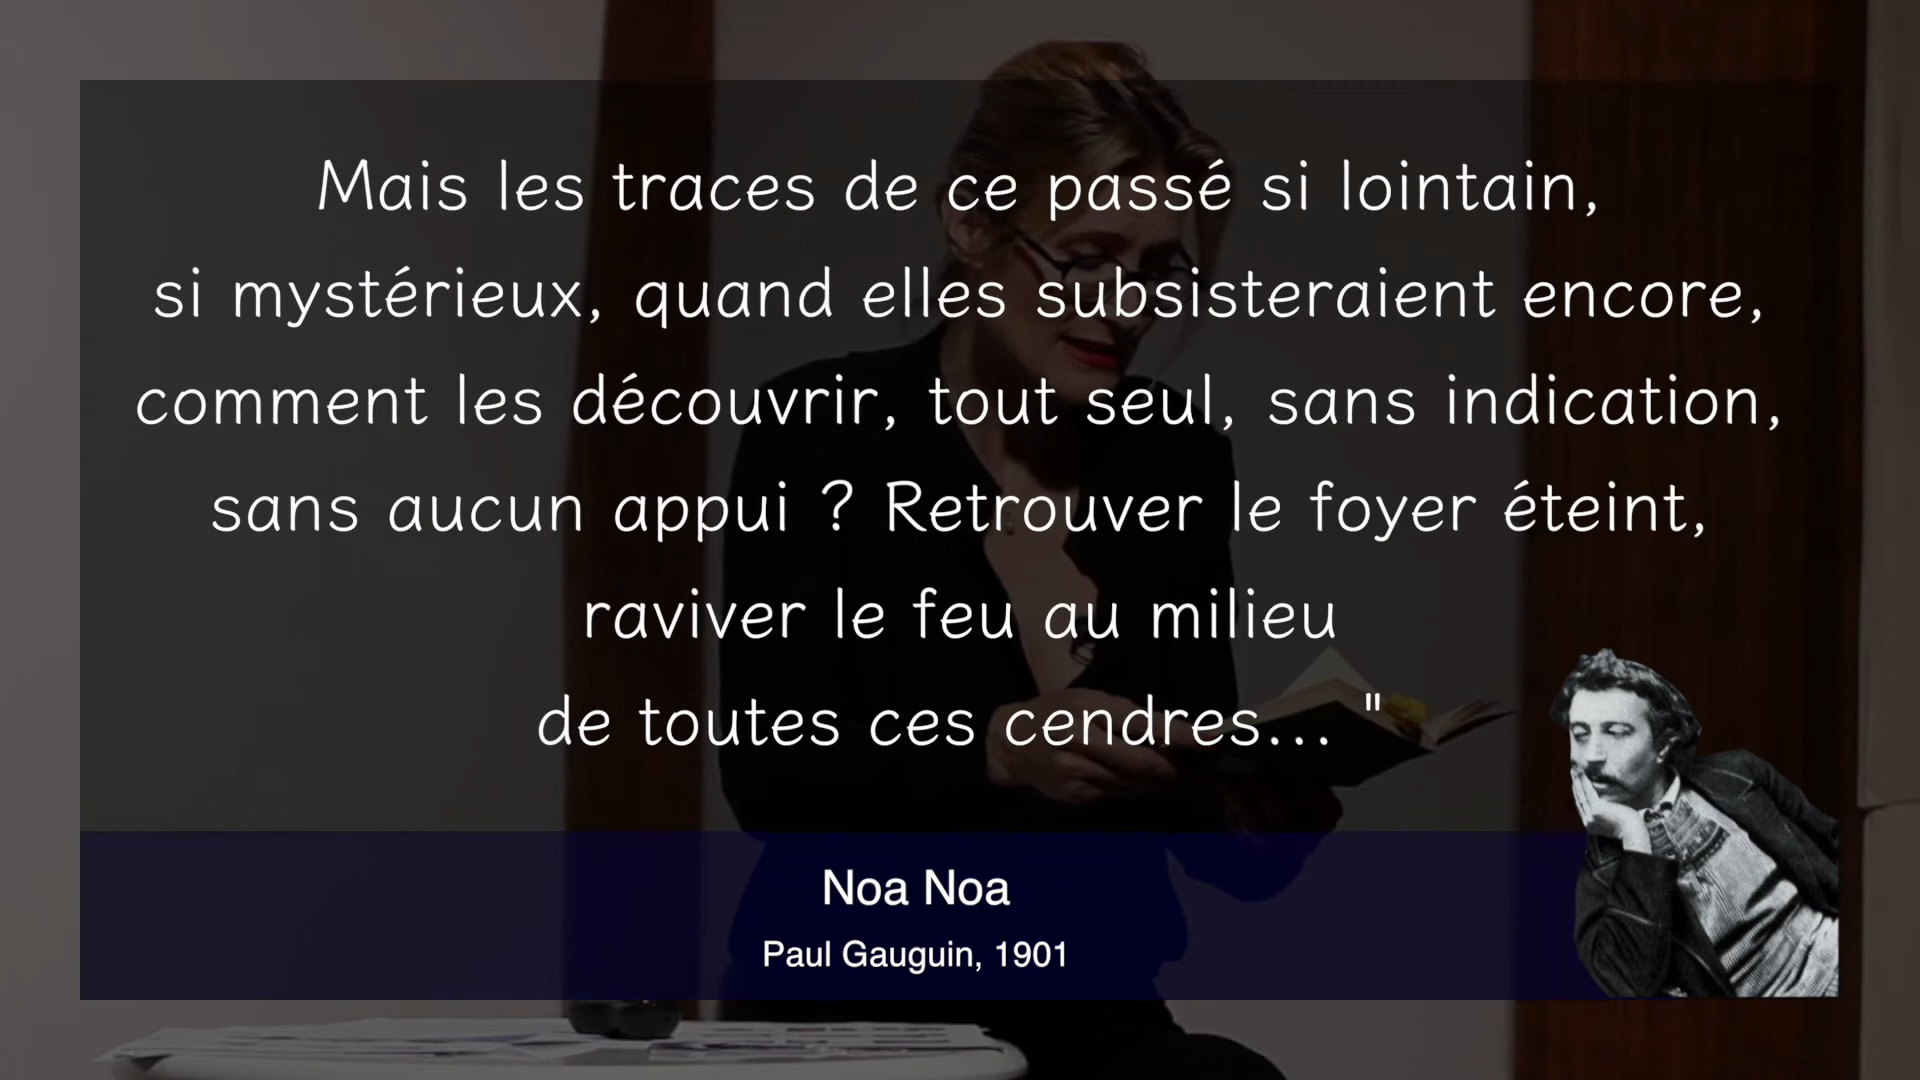 Mais les traces de ce passé si lointain,
si mystérieux, quand elles subsisteraient encore,
comment les découvrir, tout seul, sans indication,
sans aucun appui ? Retrouver le foyer éteint,
raviver le feu au milieu
de toutes ces cendres... "
Noa Noa
Paul Gauguin, 1901